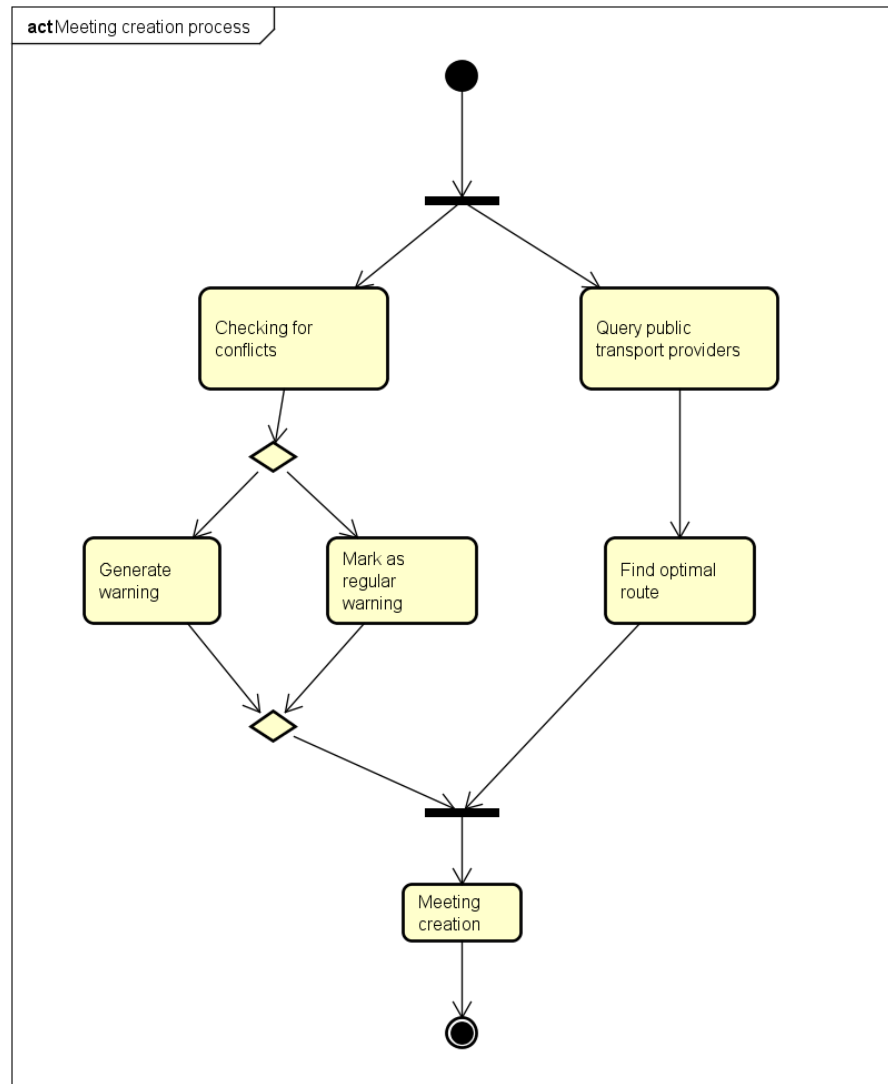 act Meeting creation process
Checking for
conflicts
Query public
transport providers
Generate
warning
Mark as
regular
warning
Find optimal
route
Meeting
creation